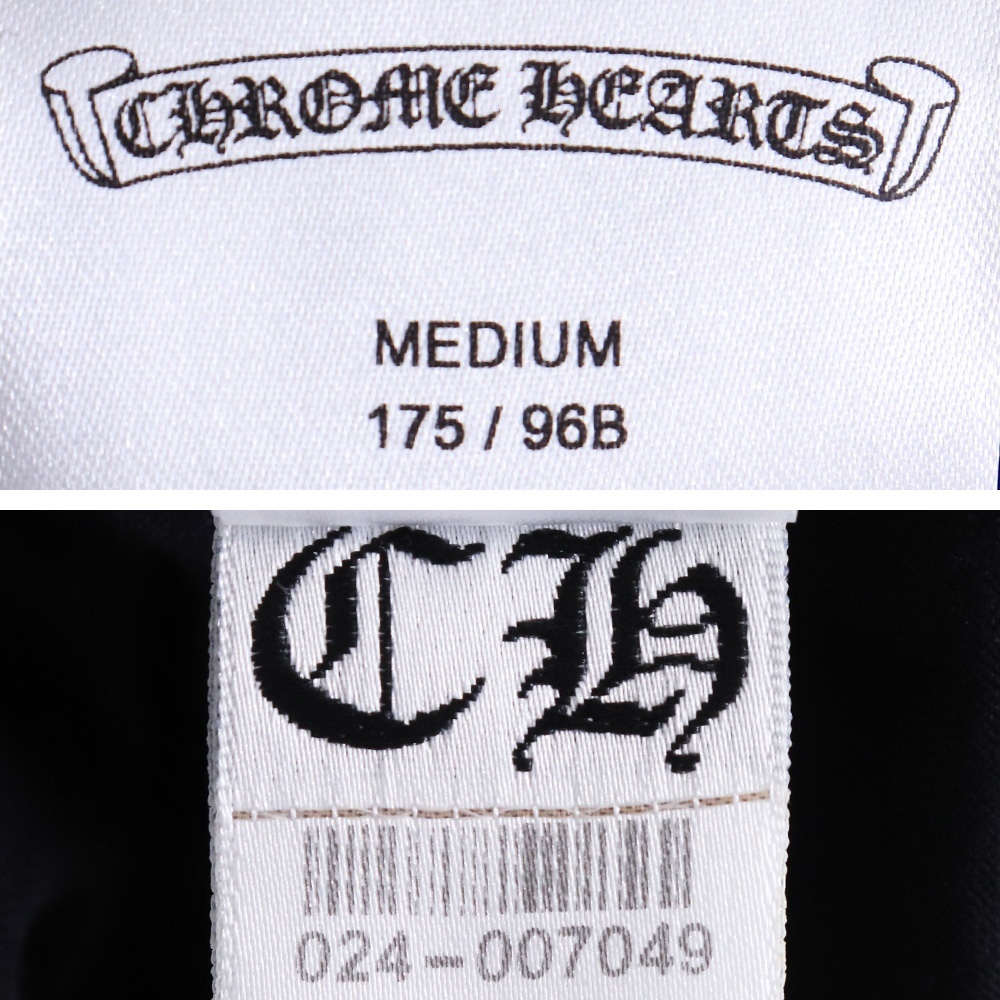 CHROME HEARTS
MEDIUM
175 / 96B
CH
024-007049